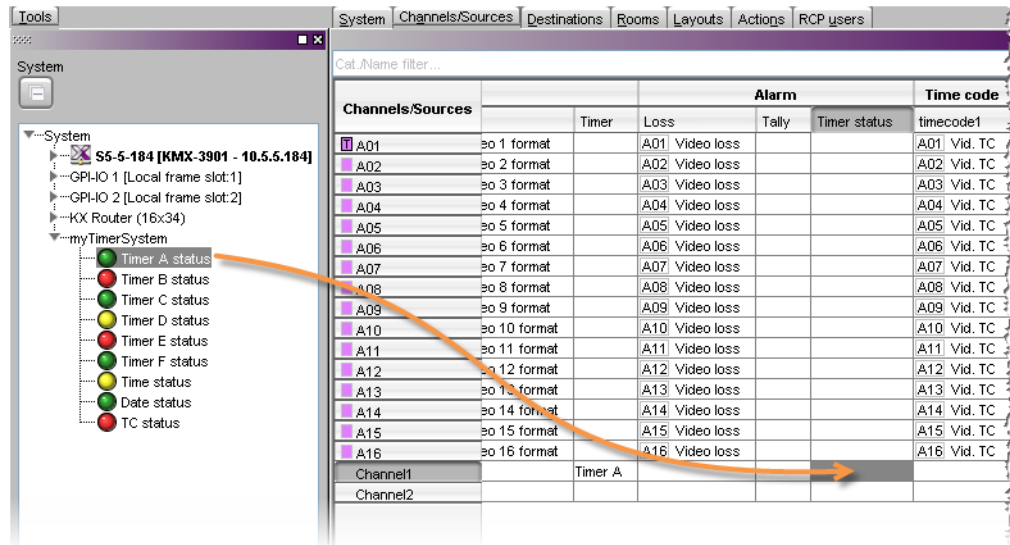 Tools
System Channels/Sources Destinations Rooms Layouts Actions RCP users
System
Cat./Name filter...
System
S5-5-184 [KMX-3901 - 10.5.5.184]
GPI-IO 1 [Local frame slot:1]
GPI-IO 2 [Local frame slot:2]
KX Router (16x34)
myTimerSystem
Timer A status
Timer B status
Timer C status
Timer D status
Timer E status
Timer F status
Time status
Date status
TC status
Channels/Sources Alarm Time code
Timer Loss Tally Timer status timecode1
T A01 eo 1 format A01 Video loss A01 Vid. TC
A02 eo 2 format A02 Video loss A02 Vid. TC
A03 eo 3 format A03 Video loss A03 Vid. TC
A04 eo 4 format A04 Video loss A04 Vid. TC
A05 eo 5 format A05 Video loss A05 Vid. TC
A06 eo 6 format A06 Video loss A06 Vid. TC
A07 eo 7 format A07 Video loss A07 Vid. TC
A08 eo 8 format A08 Video loss A08 Vid. TC
A09 eo 9 format A09 Video loss A09 Vid. TC
A10 eo 10 format A10 Video loss A10 Vid. TC
A11 eo 11 format A11 Video loss A11 Vid. TC
A12 eo 12 format A12 Video loss A12 Vid. TC
A13 eo 13 format A13 Video loss A13 Vid. TC
A14 eo 14 format A14 Video loss A14 Vid. TC
A15 eo 15 format A15 Video loss A15 Vid. TC
A16 eo 16 format A16 Video loss A16 Vid. TC
Channel1 Timer A
Channel2